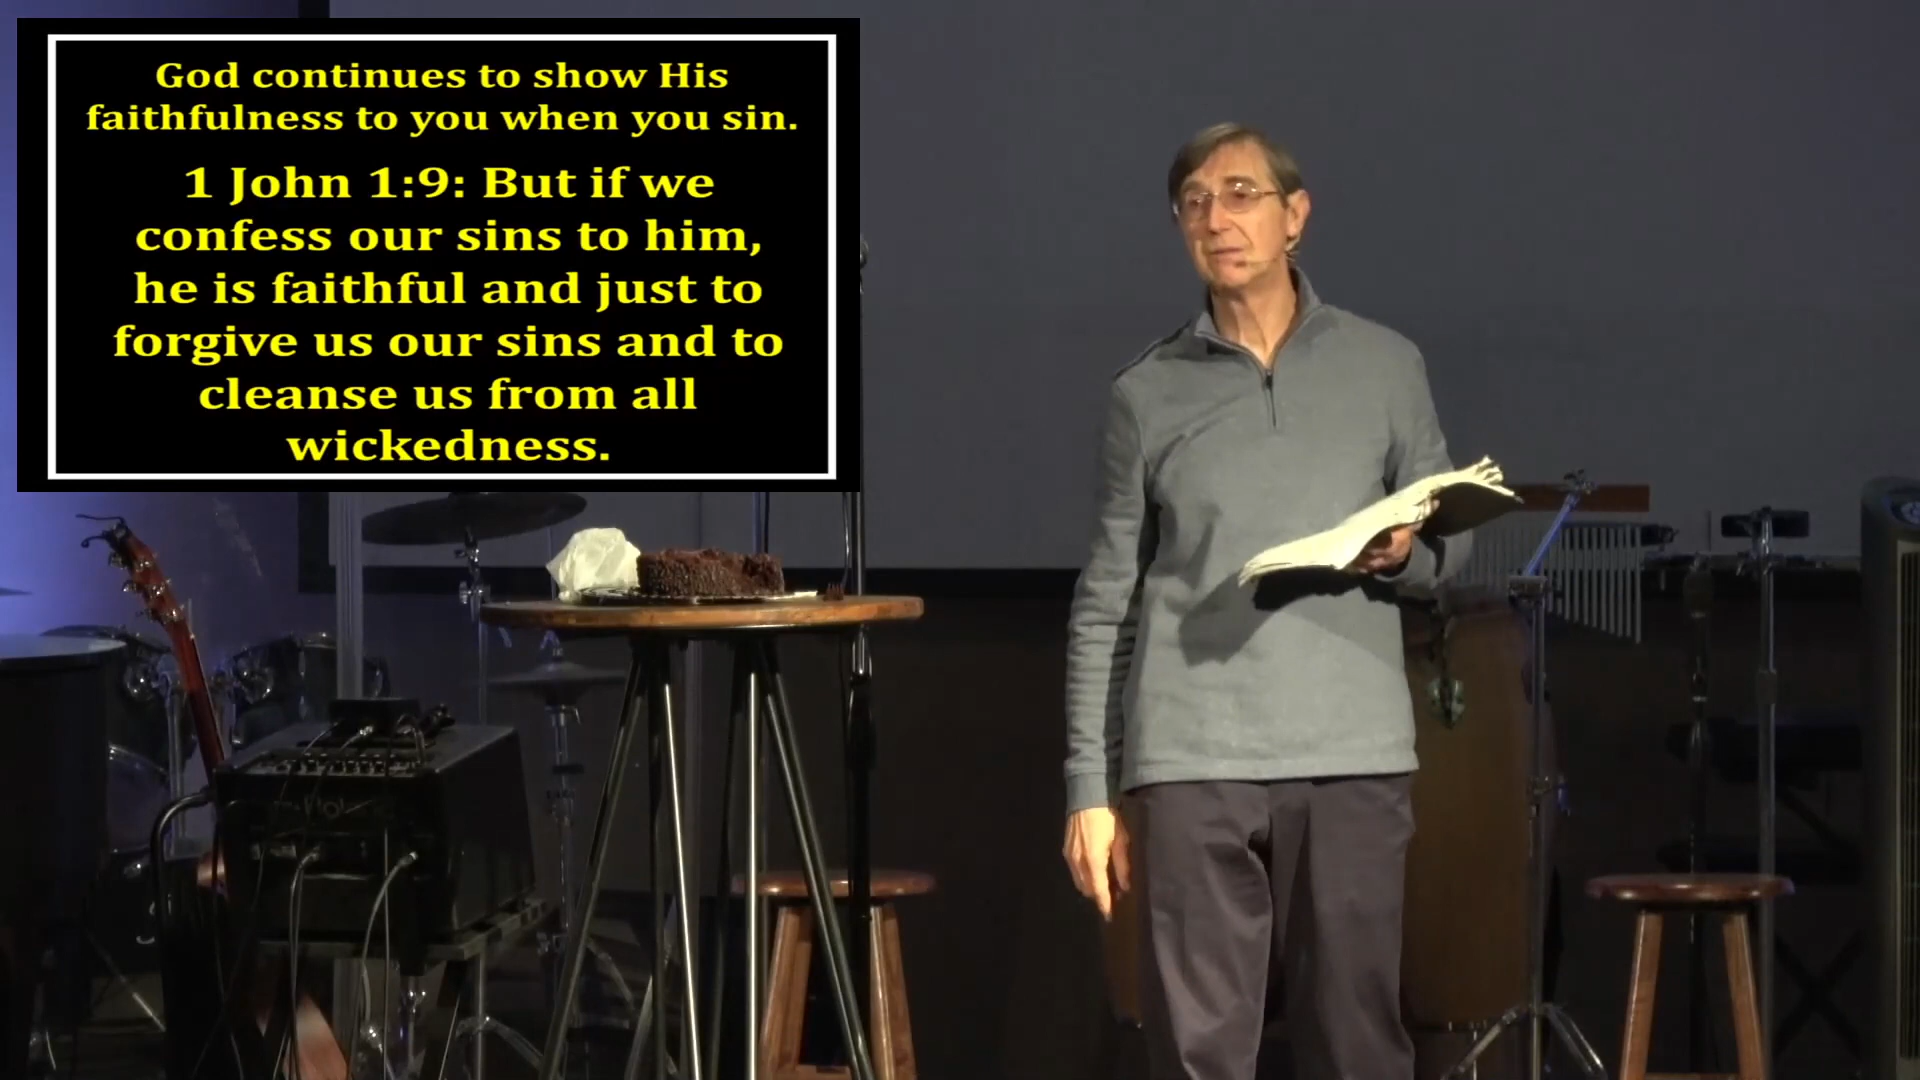 God continues to show His
faithfulness to you when you sin.
1 John 1:9: But if we
confess our sins to him,
he is faithful and just to
forgive us our sins and to
cleanse us from all
wickedness.